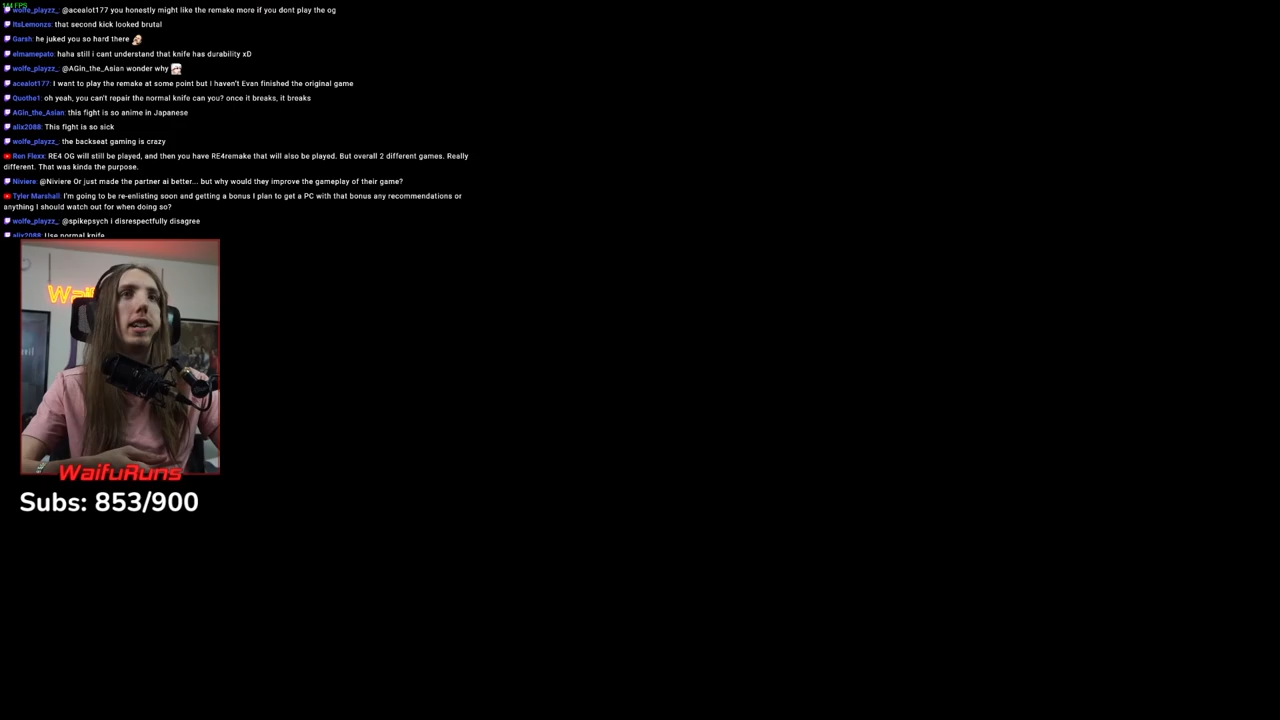 wolfe_playzz_: @acealot177 you honestly might like the remake more if you dont play the og
ItsLemonzs: that second kick looked brutal
Garsh: he juked you so hard there
elmamepato: haha still i cant understand that knife has durability xD
wolfe_playzz_: @AGin_the_Asian wonder why
acealot177: I want to play the remake at some point but I haven't Evan finished the original game
Quothe1: oh yeah, you can't repair the normal knife can you? once it breaks, it breaks
AGin_the_Asian: this fight is so anime in Japanese
alix2088: This fight is so sick
wolfe_playzz_: the backseat gaming is crazy
Ren Flexx: RE4 OG will still be played, and then you have RE4remake that will also be played. But overall 2 different games. Really
different. That was kinda the purpose.
Niviere: @Niviere Or just made the partner ai better... but why would they improve the gameplay of their game?
Tyler Marshall: I'm going to be re-enlisting soon and getting a bonus I plan to get a PC with that bonus any recommendations or
anything I should watch out for when doing so?
wolfe_playzz_: @spikepsych i disrespectfully disagree
alix2088: Use normal knife
Wai
WaifuRuns
Subs: 853/900